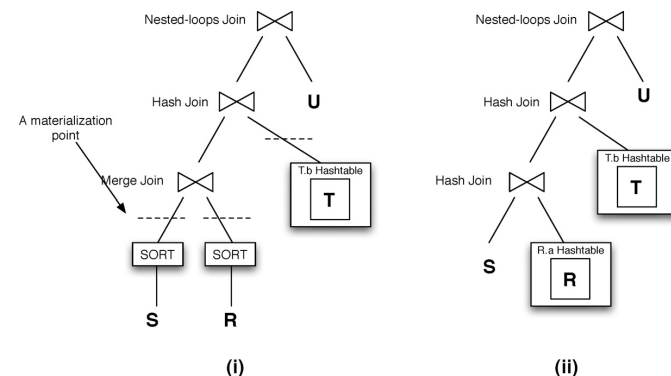 Nested-loops Join
Hash Join
U
A materialization
point
Merge Join
T.b Hashtable
T
SORT
SORT
S
R
(i)
Nested-loops Join
Hash Join
U
T.b Hashtable
T
Hash Join
S
R.a Hashtable
R
(ii)